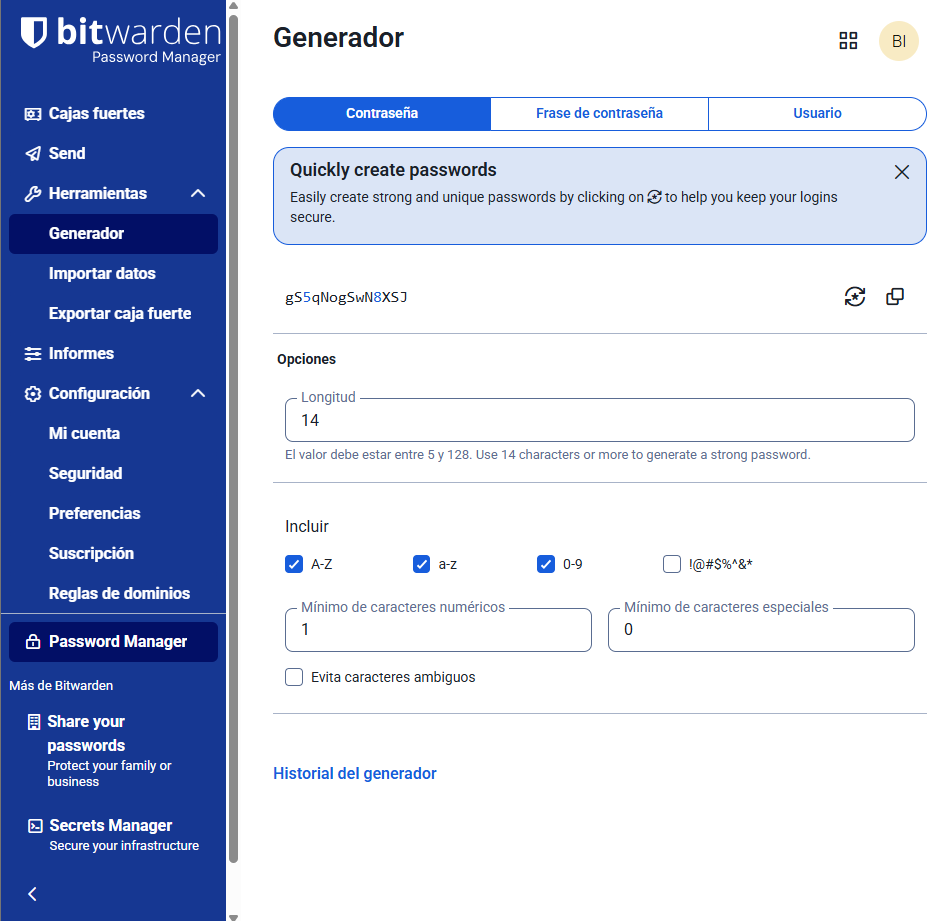 bitwarden
Password Manager
Cajas fuertes
Send
Herramientas
Generador
Importar datos
Exportar caja fuerte
Informes
Configuración
Mi cuenta
Seguridad
Preferencias
Suscripción
Reglas de dominios
Password Manager
Más de Bitwarden
Share your
passwords
Protect your family or
business
Secrets Manager
Secure your infrastructure
Generador
BI
Contraseña
Frase de contraseña
Usuario
Quickly create passwords
Easily create strong and unique passwords by clicking on to help you keep your logins
secure.
gS5qNogSwN8XSJ
Opciones
Longitud
14
El valor debe estar entre 5 y 128. Use 14 characters or more to generate a strong password.
Incluir
A-Z
a-z
0-9
!@#$%^&*
Mínimo de caracteres numéricos
1
Mínimo de caracteres especiales
0
Evita caracteres ambiguos
Historial del generador